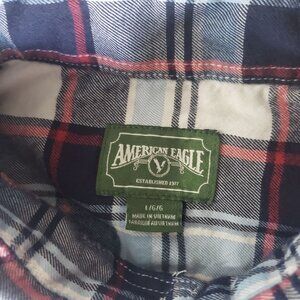 AMERICAN EAGLE
ESTABLISHED 1977
L/G/G
MADE IN VIETNAM
FABRIQUÉ AU VIETNAM